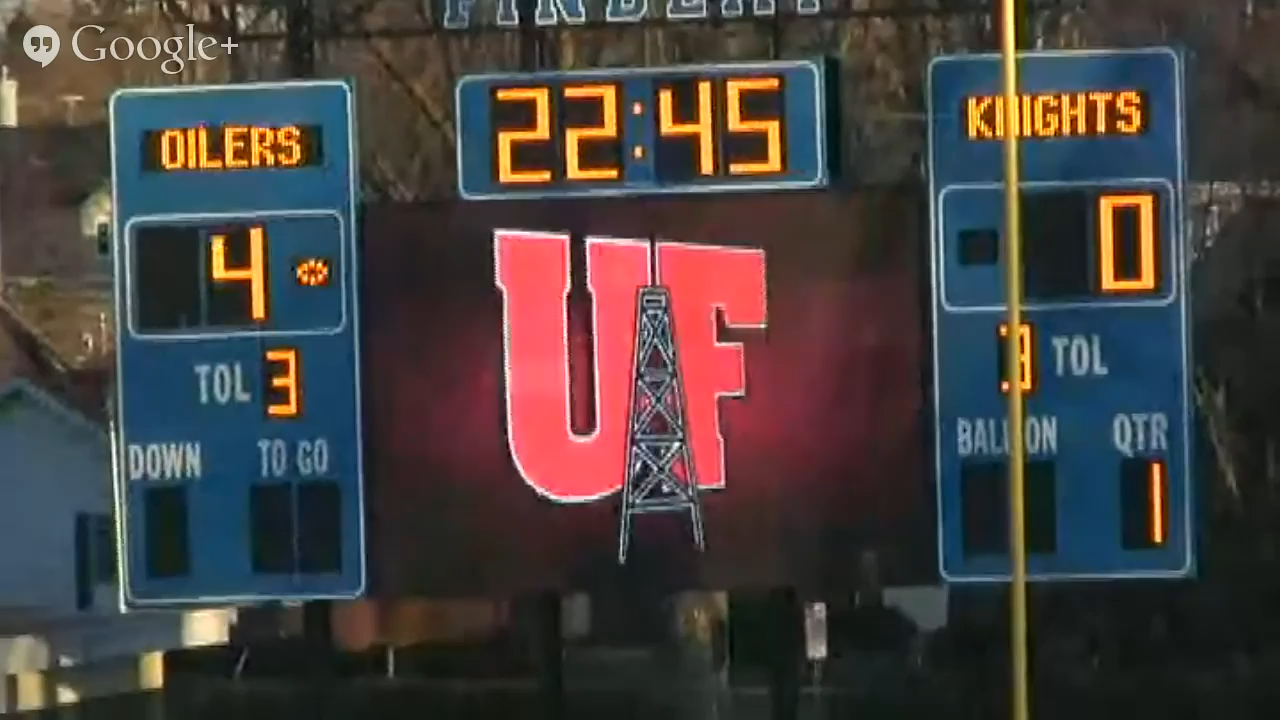 Google+
FINDLAY
22:45
OILERS
KNIGHTS
4
0
UF
TOL 3
3 TOL
DOWN TO GO
BALL ON QTR
1